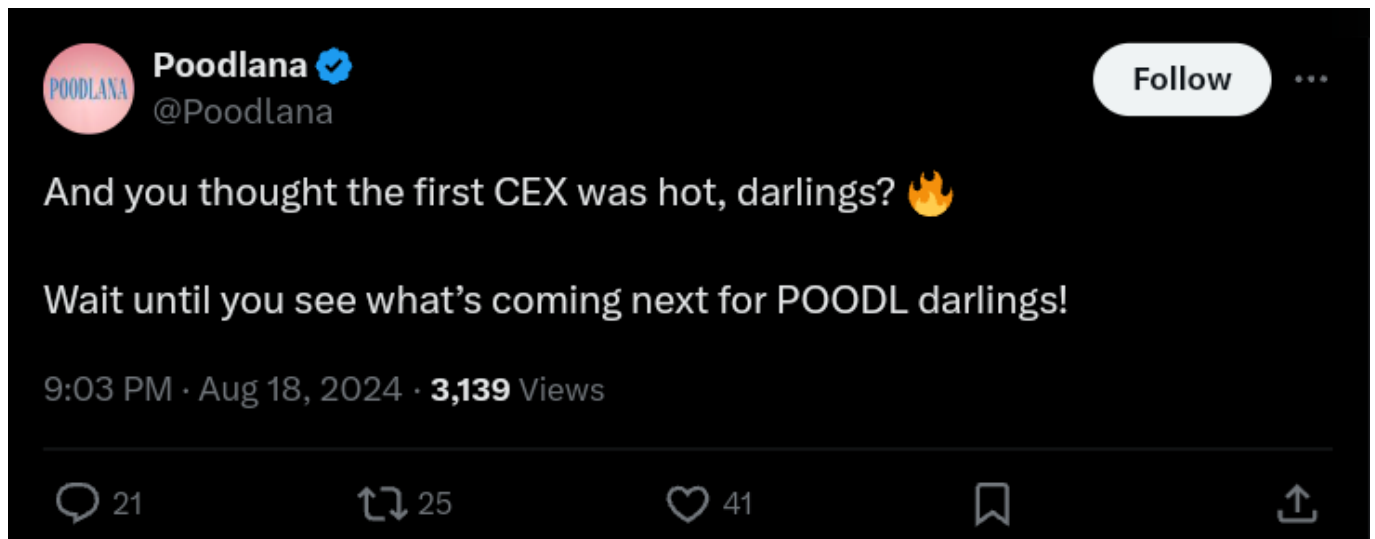 POODLANA
Poodlana
@Poodlana
Follow
And you thought the first CEX was hot, darlings? 🔥
Wait until you see what’s coming next for POODL darlings!
9:03 PM · Aug 18, 2024 · 3,139 Views
21 25 41